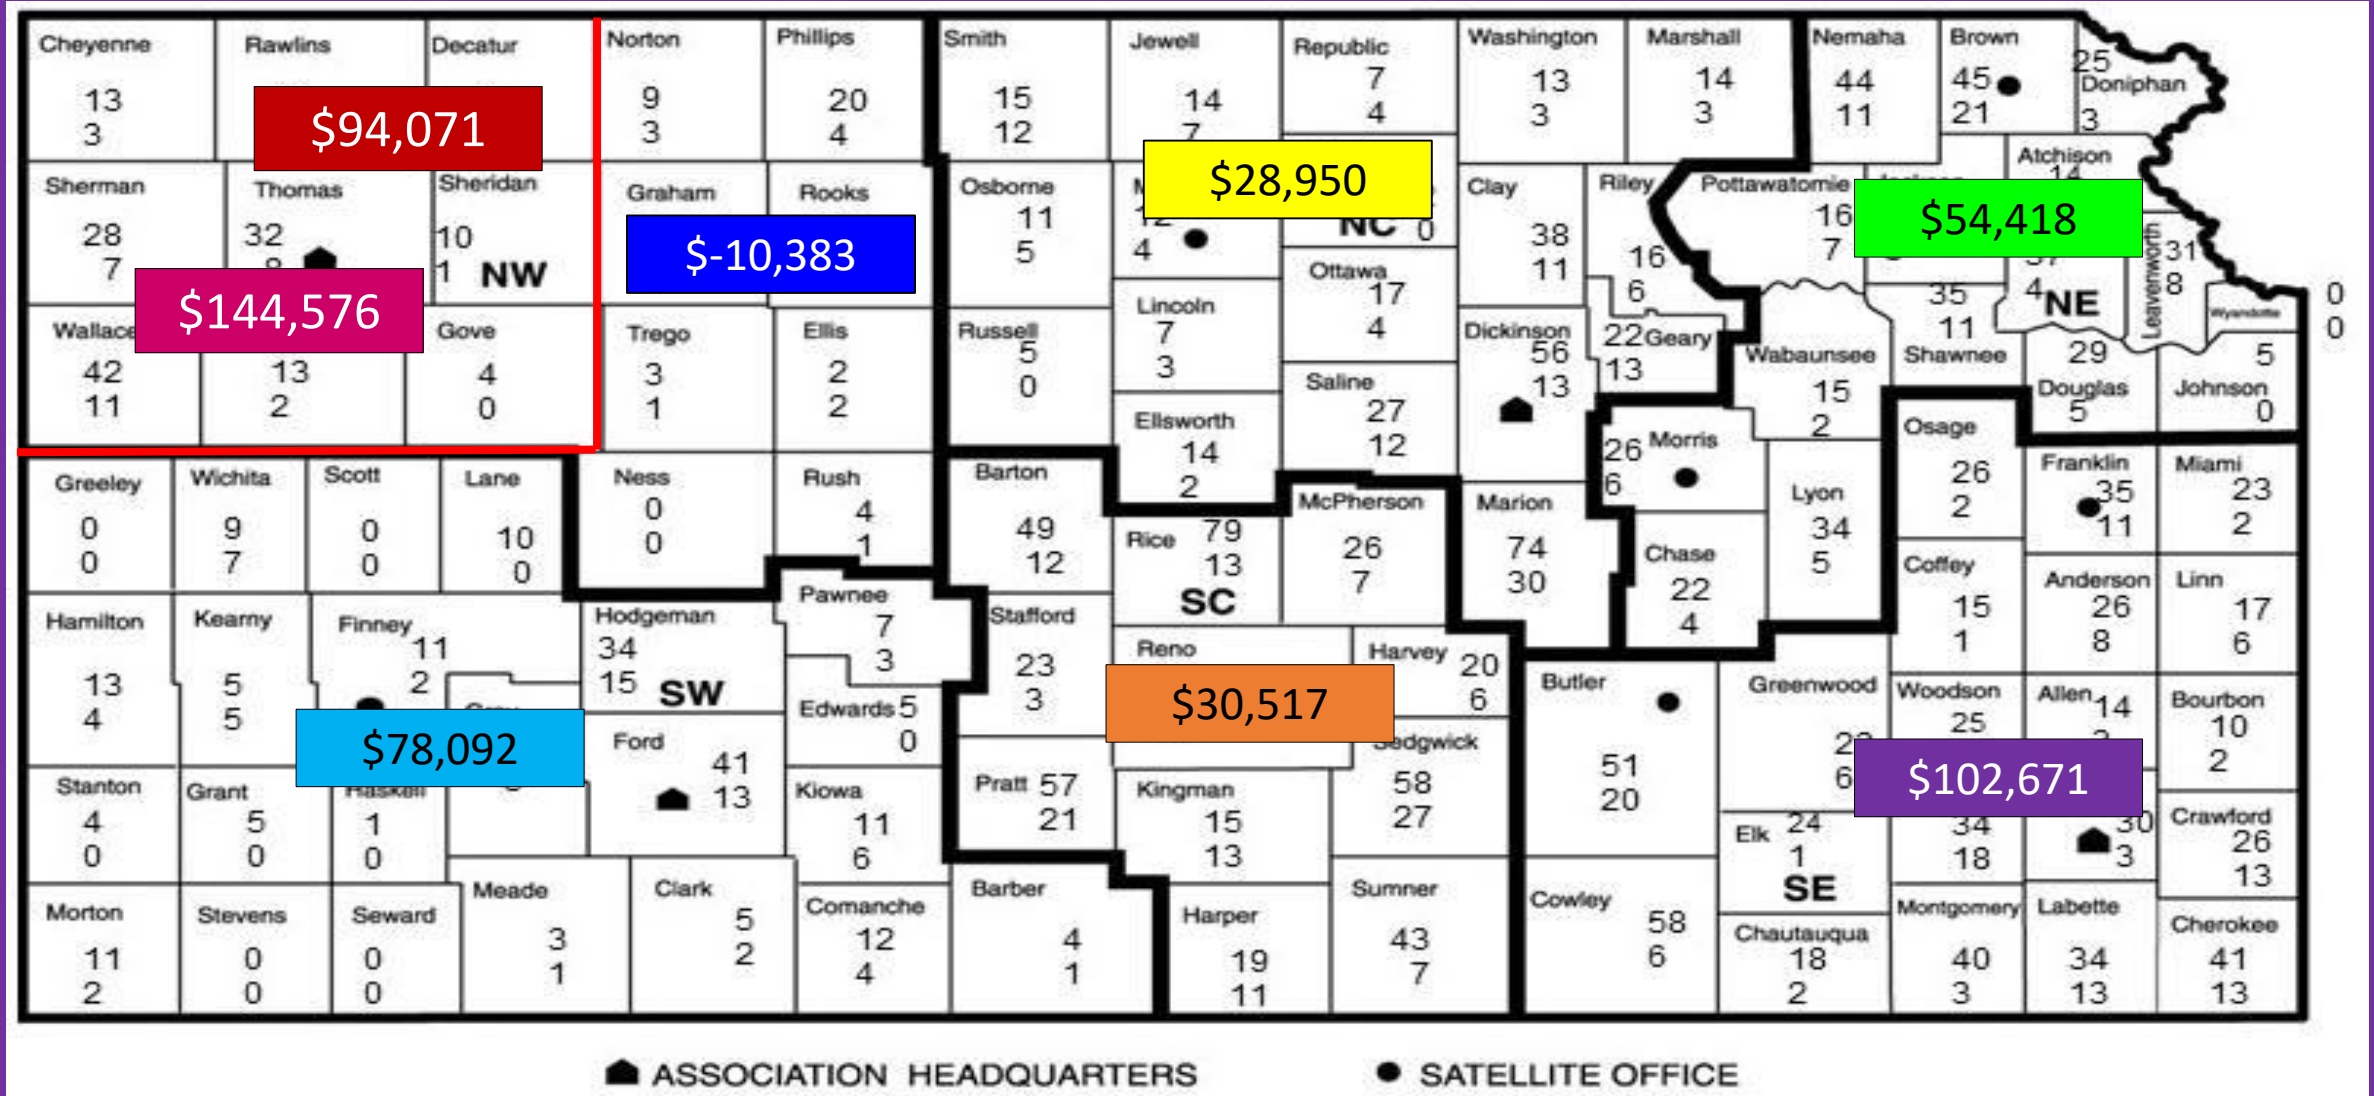 Cheyenne
13
3
Rawlins
Decatur
$94,071
Norton
9
3
Phillips
20
4
Smith
15
12
Jewell
14
7
Republic
7
4
Washington
13
3
Marshall
14
3
Nemaha
44
11
Brown
45
21
25
Doniphan
3
Sherman
28
7
Thomas
32
8
Sheridan
10
1
NW
$144,576
Graham
Rooks
$-10,383
Osborne
11
5
$28,950
12
4
NC
0
Clay
38
11
Riley
16
6
Pottawatomie
16
7
Atchison
14
$54,418
Leavenworth
31
8
4
NE
Wyandotte
0
0
Wallace
42
11
13
2
Gove
4
0
Trego
3
1
Ellis
2
2
Russell
5
0
Lincoln
7
3
Ottawa
17
4
Dickinson
56
13
22
Geary
13
Wabaunsee
15
2
35
11
Shawnee
29
Douglas
5
5
Johnson
0
Ellsworth
14
2
Saline
27
12
26
Morris
6
Osage
26
2
Franklin
35
11
Miami
23
2
Greeley
0
0
Wichita
9
7
Scott
0
0
Lane
10
0
Ness
0
0
Rush
4
1
Barton
49
12
Rice
79
13
SC
McPherson
26
7
Marion
74
30
Chase
22
4
Lyon
34
5
Coffey
15
1
Anderson
26
8
Linn
17
6
Hamilton
13
4
Kearny
5
5
Finney
11
2
$78,092
Hodgeman
34
15
SW
Pawnee
7
3
Edwards
5
0
Stafford
23
3
Reno
$30,517
Harvey
20
6
Butler
51
20
Greenwood
6
Woodson
25
Allen
14
Bourbon
10
2
$102,671
Stanton
4
0
Grant
5
0
Haskell
1
0
Ford
41
13
Kiowa
11
6
Pratt
57
21
Kingman
15
13
Sedgwick
58
27
Elk
24
1
SE
34
18
30
3
Crawford
26
13
Morton
11
2
Stevens
0
0
Seward
0
0
Meade
3
1
Clark
5
2
Comanche
12
4
Barber
4
1
Harper
19
11
Sumner
43
7
Cowley
58
6
Chautauqua
18
2
Montgomery
40
3
Labette
34
13
Cherokee
41
13
ASSOCIATION HEADQUARTERS
SATELLITE OFFICE